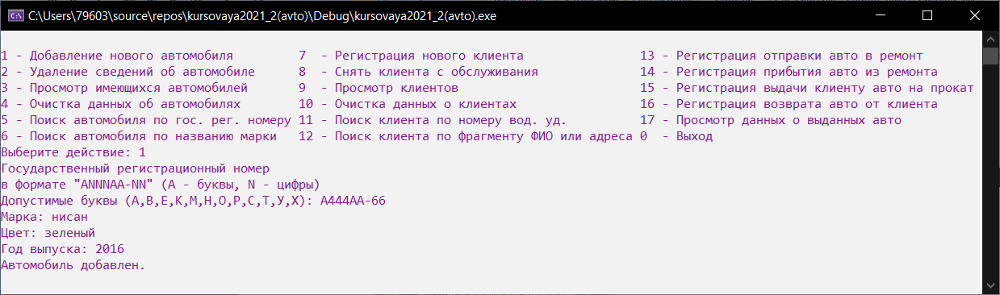 C:\Users\79603\source\repos\kursovaya2021_2(avto)\Debug\kursovaya2021_2(avto).exe
1 - Добавление нового автомобиля 7 - Регистрация нового клиента 13 - Регистрация отправки авто в ремонт
2 - Удаление сведений об автомобиле 8 - Снять клиента с обслуживания 14 - Регистрация прибытия авто из ремонта
3 - Просмотр имеющихся автомобилей 9 - Просмотр клиентов 15 - Регистрация выдачи клиенту авто на прокат
4 - Очистка данных об автомобилях 10 - Очистка данных о клиентах 16 - Регистрация возврата авто от клиента
5 - Поиск автомобиля по гос. рег. номеру 11 - Поиск клиента по номеру вод. уд. 17 - Просмотр данных о выданных авто
6 - Поиск автомобиля по названию марки 12 - Поиск клиента по фрагменту ФИО или адреса 0 - Выход
Выберите действие: 1
Государственный регистрационный номер
в формате "ANNNAA-NN" (A - буквы, N - цифры)
Допустимые буквы (А,В,Е,К,М,Н,О,Р,С,Т,У,Х): А444АА-66
Марка: нисан
Цвет: зеленый
Год выпуска: 2016
Автомобиль добавлен.